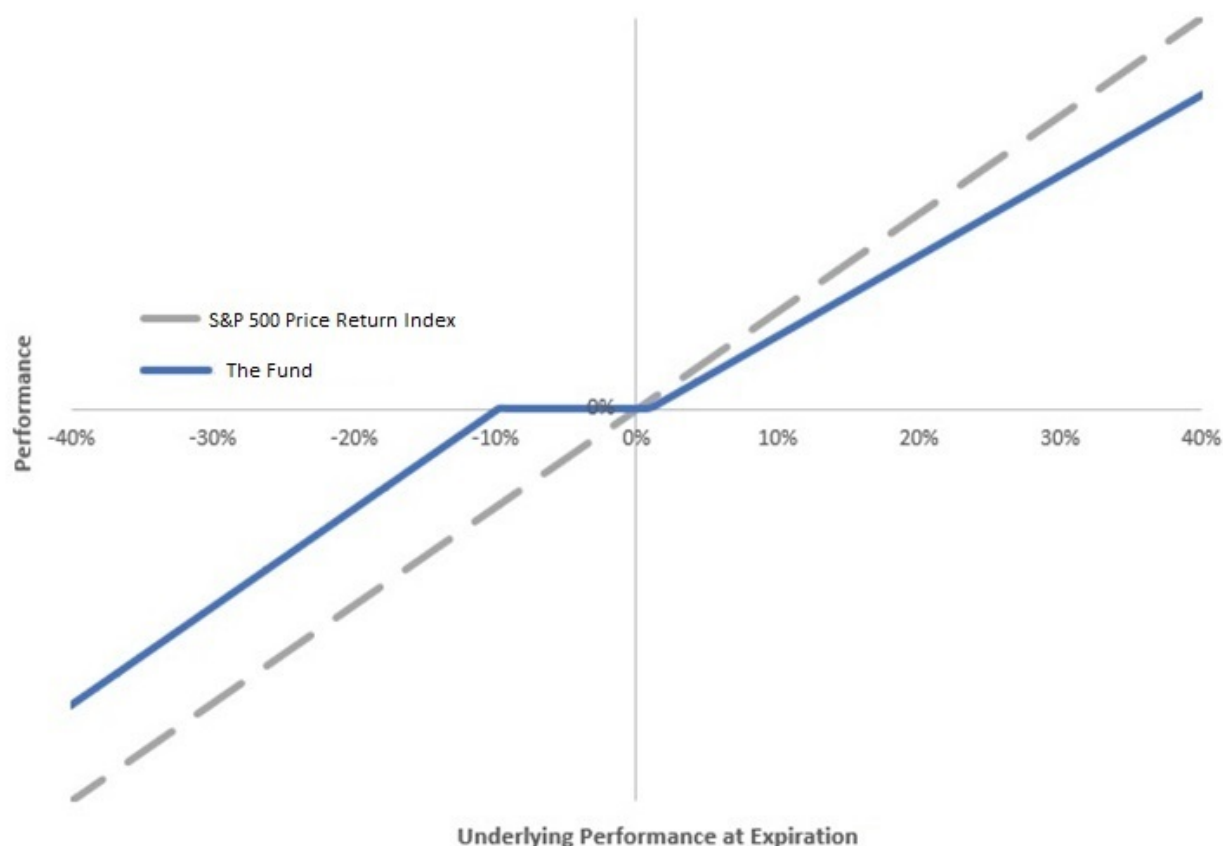 S&P 500 Price Return Index
The Fund
Performance
0%
-40% -30% -20% -10% 0% 10% 20% 30% 40%
Underlying Performance at Expiration